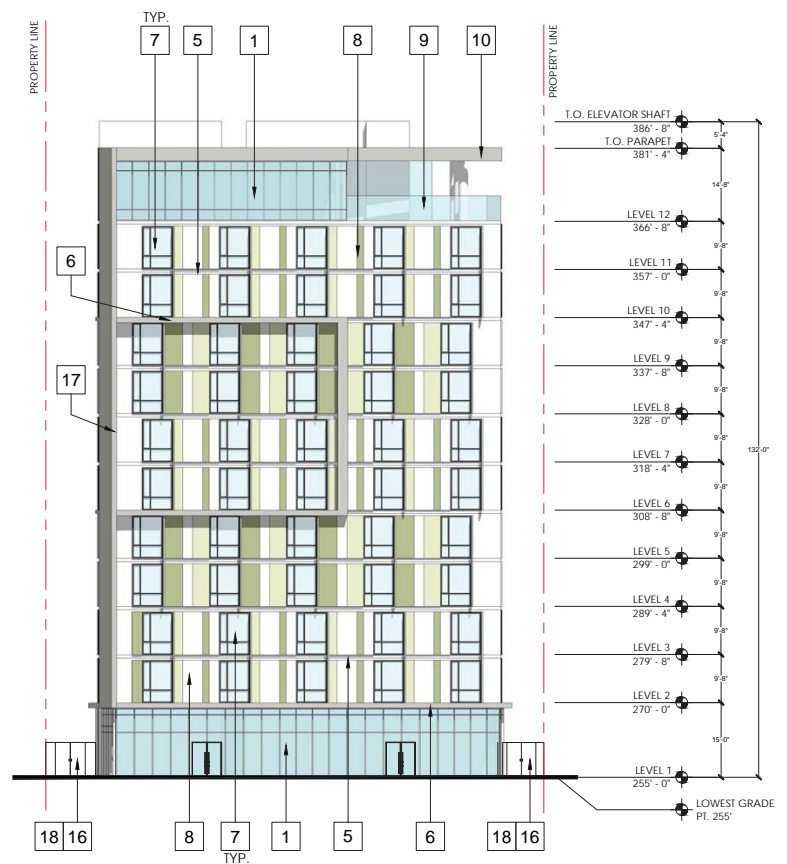 TYP.
7
5
1
8
9
10
PROPERTY LINE
PROPERTY LINE
T.O. ELEVATOR SHAFT
386' - 8"
5'-4"
T.O. PARAPET
381' - 4"
14'-8"
LEVEL 12
366' - 8"
9'-8"
LEVEL 11
357' - 0"
9'-8"
6
LEVEL 10
347' - 4"
9'-8"
LEVEL 9
337' - 8"
9'-8"
17
LEVEL 8
328' - 0"
9'-8"
132'-0"
LEVEL 7
318' - 4"
9'-8"
LEVEL 6
308' - 8"
9'-8"
LEVEL 5
299' - 0"
9'-8"
LEVEL 4
289' - 4"
9'-8"
LEVEL 3
279' - 8"
9'-8"
LEVEL 2
270' - 0"
15'-0"
LEVEL 1
255' - 0"
LOWEST GRADE
PT. 255'
18 16
8
7
1
5
6
18 16
TYP.